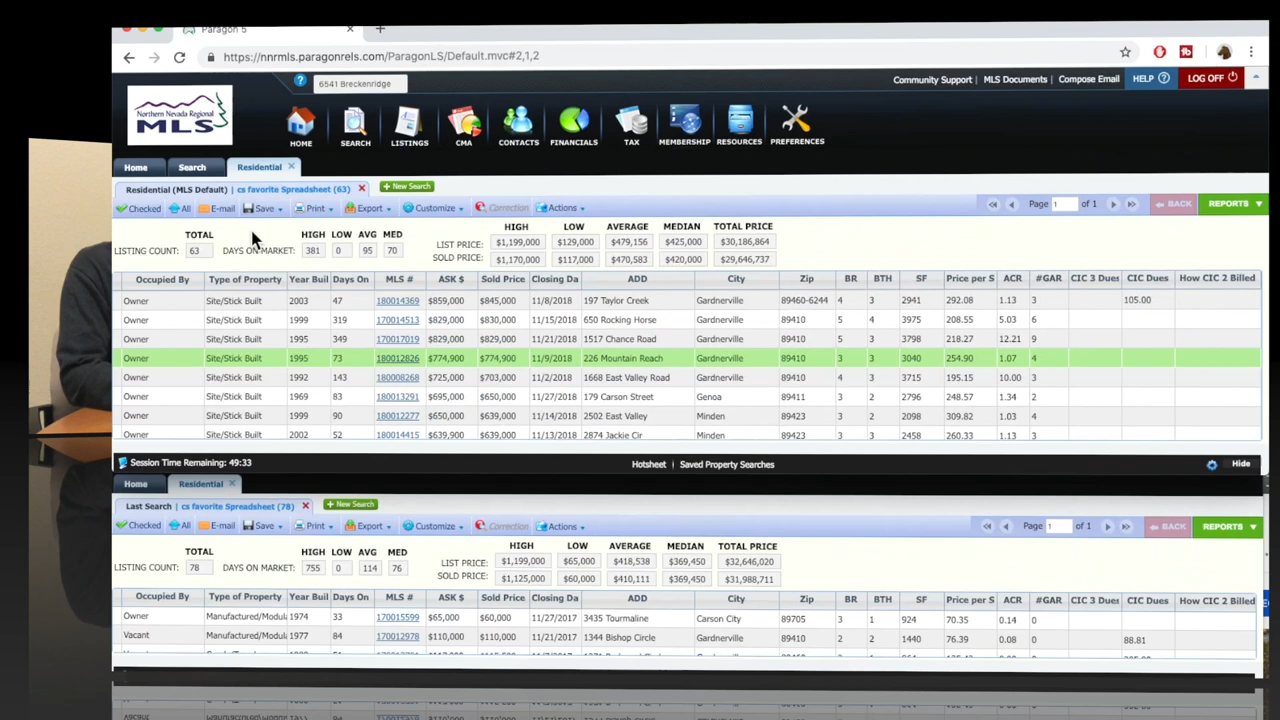 Paragon 5
https://nnrmls.paragonrels.com/ParagonLS/Default.mvc#2,1,2
6541 Breckenridge
Community Support | MLS Documents | Compose Email HELP LOG OFF
Northern Nevada Regional
MLS
HOME SEARCH LISTINGS CMA CONTACTS FINANCIALS TAX MEMBERSHIP RESOURCES PREFERENCES
Home Search Residential
Residential (MLS Default) | cs favorite Spreadsheet (63) New Search
Checked All E-mail Save Print Export Customize Correction Actions Page 1 of 1 BACK REPORTS
TOTAL HIGH LOW AVG MED HIGH LOW AVERAGE MEDIAN TOTAL PRICE
LISTING COUNT: 63 DAYS ON MARKET: 381 0 95 70 LIST PRICE: $1,199,000 $129,000 $479,156 $425,000 $30,186,864
SOLD PRICE: $1,170,000 $117,000 $470,583 $420,000 $29,646,737
Occupied By Type of Property Year Buil Days On MLS # ASK $ Sold Price Closing Da ADD City Zip BR BTH SF Price per S ACR #GAR CIC 3 Dues CIC Dues How CIC 2 Billed
Owner Site/Stick Built 2003 47 180014369 $859,000 $845,000 11/8/2018 197 Taylor Creek Gardnerville 89460-6244 4 3 2941 292.08 1.13 3 105.00
Owner Site/Stick Built 1999 319 170014513 $829,000 $830,000 11/15/2018 650 Rocking Horse Gardnerville 89410 5 4 3975 208.55 5.03 6
Owner Site/Stick Built 1995 349 170017019 $829,000 $829,000 11/21/2018 1517 Chance Road Gardnerville 89410 5 3 3798 218.27 12.21 9
Owner Site/Stick Built 1995 73 180012826 $774,900 $774,900 11/9/2018 226 Mountain Reach Gardnerville 89410 3 3 3040 254.90 1.07 4
Owner Site/Stick Built 1992 143 180008268 $725,000 $703,000 11/2/2018 1668 East Valley Road Gardnerville 89410 4 3 3715 195.15 10.00 3
Owner Site/Stick Built 1969 83 180013291 $695,000 $650,000 11/27/2018 179 Carson Street Genoa 89411 3 2 2796 248.57 1.34 2
Owner Site/Stick Built 1999 90 180012277 $650,000 $639,000 11/14/2018 2502 East Valley Minden 89423 3 2 2098 309.82 1.03 4
Owner Site/Stick Built 2002 52 180014415 $639,000 $639,000 11/13/2018 2874 Jackie Cir Minden 89423 3 3 2458 260.33 1.13 3
Session Time Remaining: 49:33 Hotsheet | Saved Property Searches Hide
Home Residential
Last Search | cs favorite Spreadsheet (78) New Search
Checked All E-mail Save Print Export Customize Correction Actions Page 1 of 1 BACK REPORTS
TOTAL HIGH LOW AVG MED HIGH LOW AVERAGE MEDIAN TOTAL PRICE
LISTING COUNT: 78 DAYS ON MARKET: 755 0 114 76 LIST PRICE: $1,199,000 $65,000 $418,538 $369,450 $32,646,020
SOLD PRICE: $1,125,000 $60,000 $410,111 $369,450 $31,988,711
Occupied By Type of Property Year Buil Days On MLS # ASK $ Sold Price Closing Da ADD City Zip BR BTH SF Price per S ACR #GAR CIC 3 Dues CIC Dues How CIC 2 Billed
Owner Manufactured/Modula 1974 33 170015599 $65,000 $60,000 11/27/2017 3435 Tourmaline Carson City 89705 3 1 924 70.35 0.14 0
Vacant Manufactured/Modula 1977 84 170012978 $110,000 $110,000 11/21/2017 1344 Bishop Circle Gardnerville 89410 2 2 1440 76.39 0.08 0 88.81